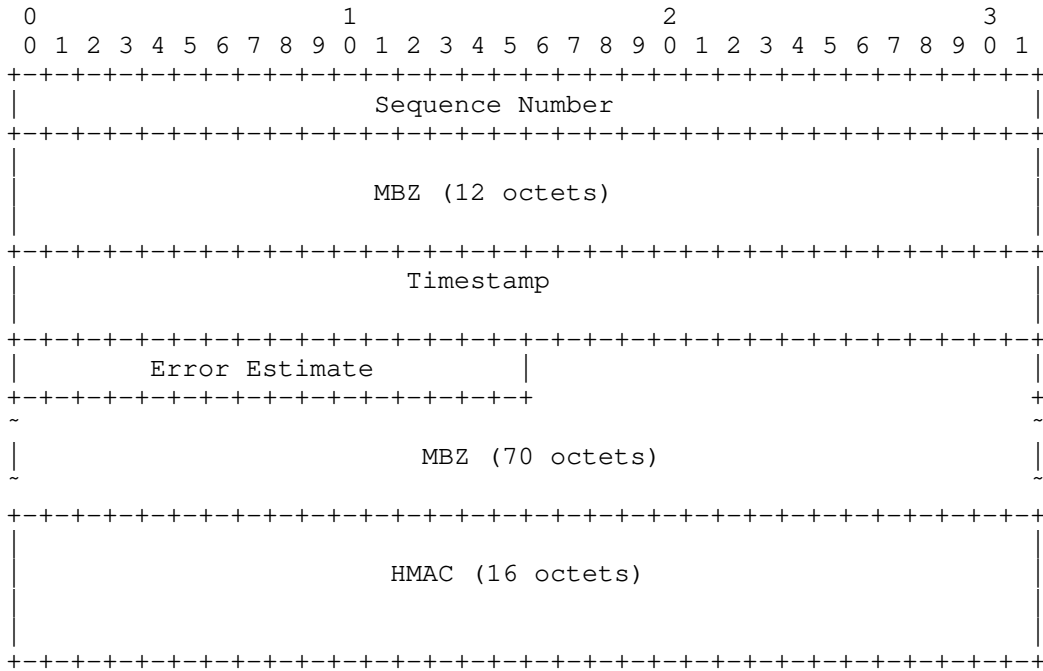 0                   1                   2                   3
 0 1 2 3 4 5 6 7 8 9 0 1 2 3 4 5 6 7 8 9 0 1 2 3 4 5 6 7 8 9 0 1
+-+-+-+-+-+-+-+-+-+-+-+-+-+-+-+-+-+-+-+-+-+-+-+-+-+-+-+-+-+-+-+-+
|                      Sequence Number                          |
+-+-+-+-+-+-+-+-+-+-+-+-+-+-+-+-+-+-+-+-+-+-+-+-+-+-+-+-+-+-+-+-+
|                                                               |
|                      MBZ (12 octets)                          |
|                                                               |
+-+-+-+-+-+-+-+-+-+-+-+-+-+-+-+-+-+-+-+-+-+-+-+-+-+-+-+-+-+-+-+-+
|                        Timestamp                              |
|                                                               |
+-+-+-+-+-+-+-+-+-+-+-+-+-+-+-+-+-+-+-+-+-+-+-+-+-+-+-+-+-+-+-+-+
|        Error Estimate         |                               |
+-+-+-+-+-+-+-+-+-+-+-+-+-+-+-+-+                               +
~                                                               ~
|                         MBZ (70 octets)                       |
~                                                               ~
+-+-+-+-+-+-+-+-+-+-+-+-+-+-+-+-+-+-+-+-+-+-+-+-+-+-+-+-+-+-+-+-+
|                                                               |
|                       HMAC (16 octets)                        |
|                                                               |
|                                                               |
+-+-+-+-+-+-+-+-+-+-+-+-+-+-+-+-+-+-+-+-+-+-+-+-+-+-+-+-+-+-+-+-+